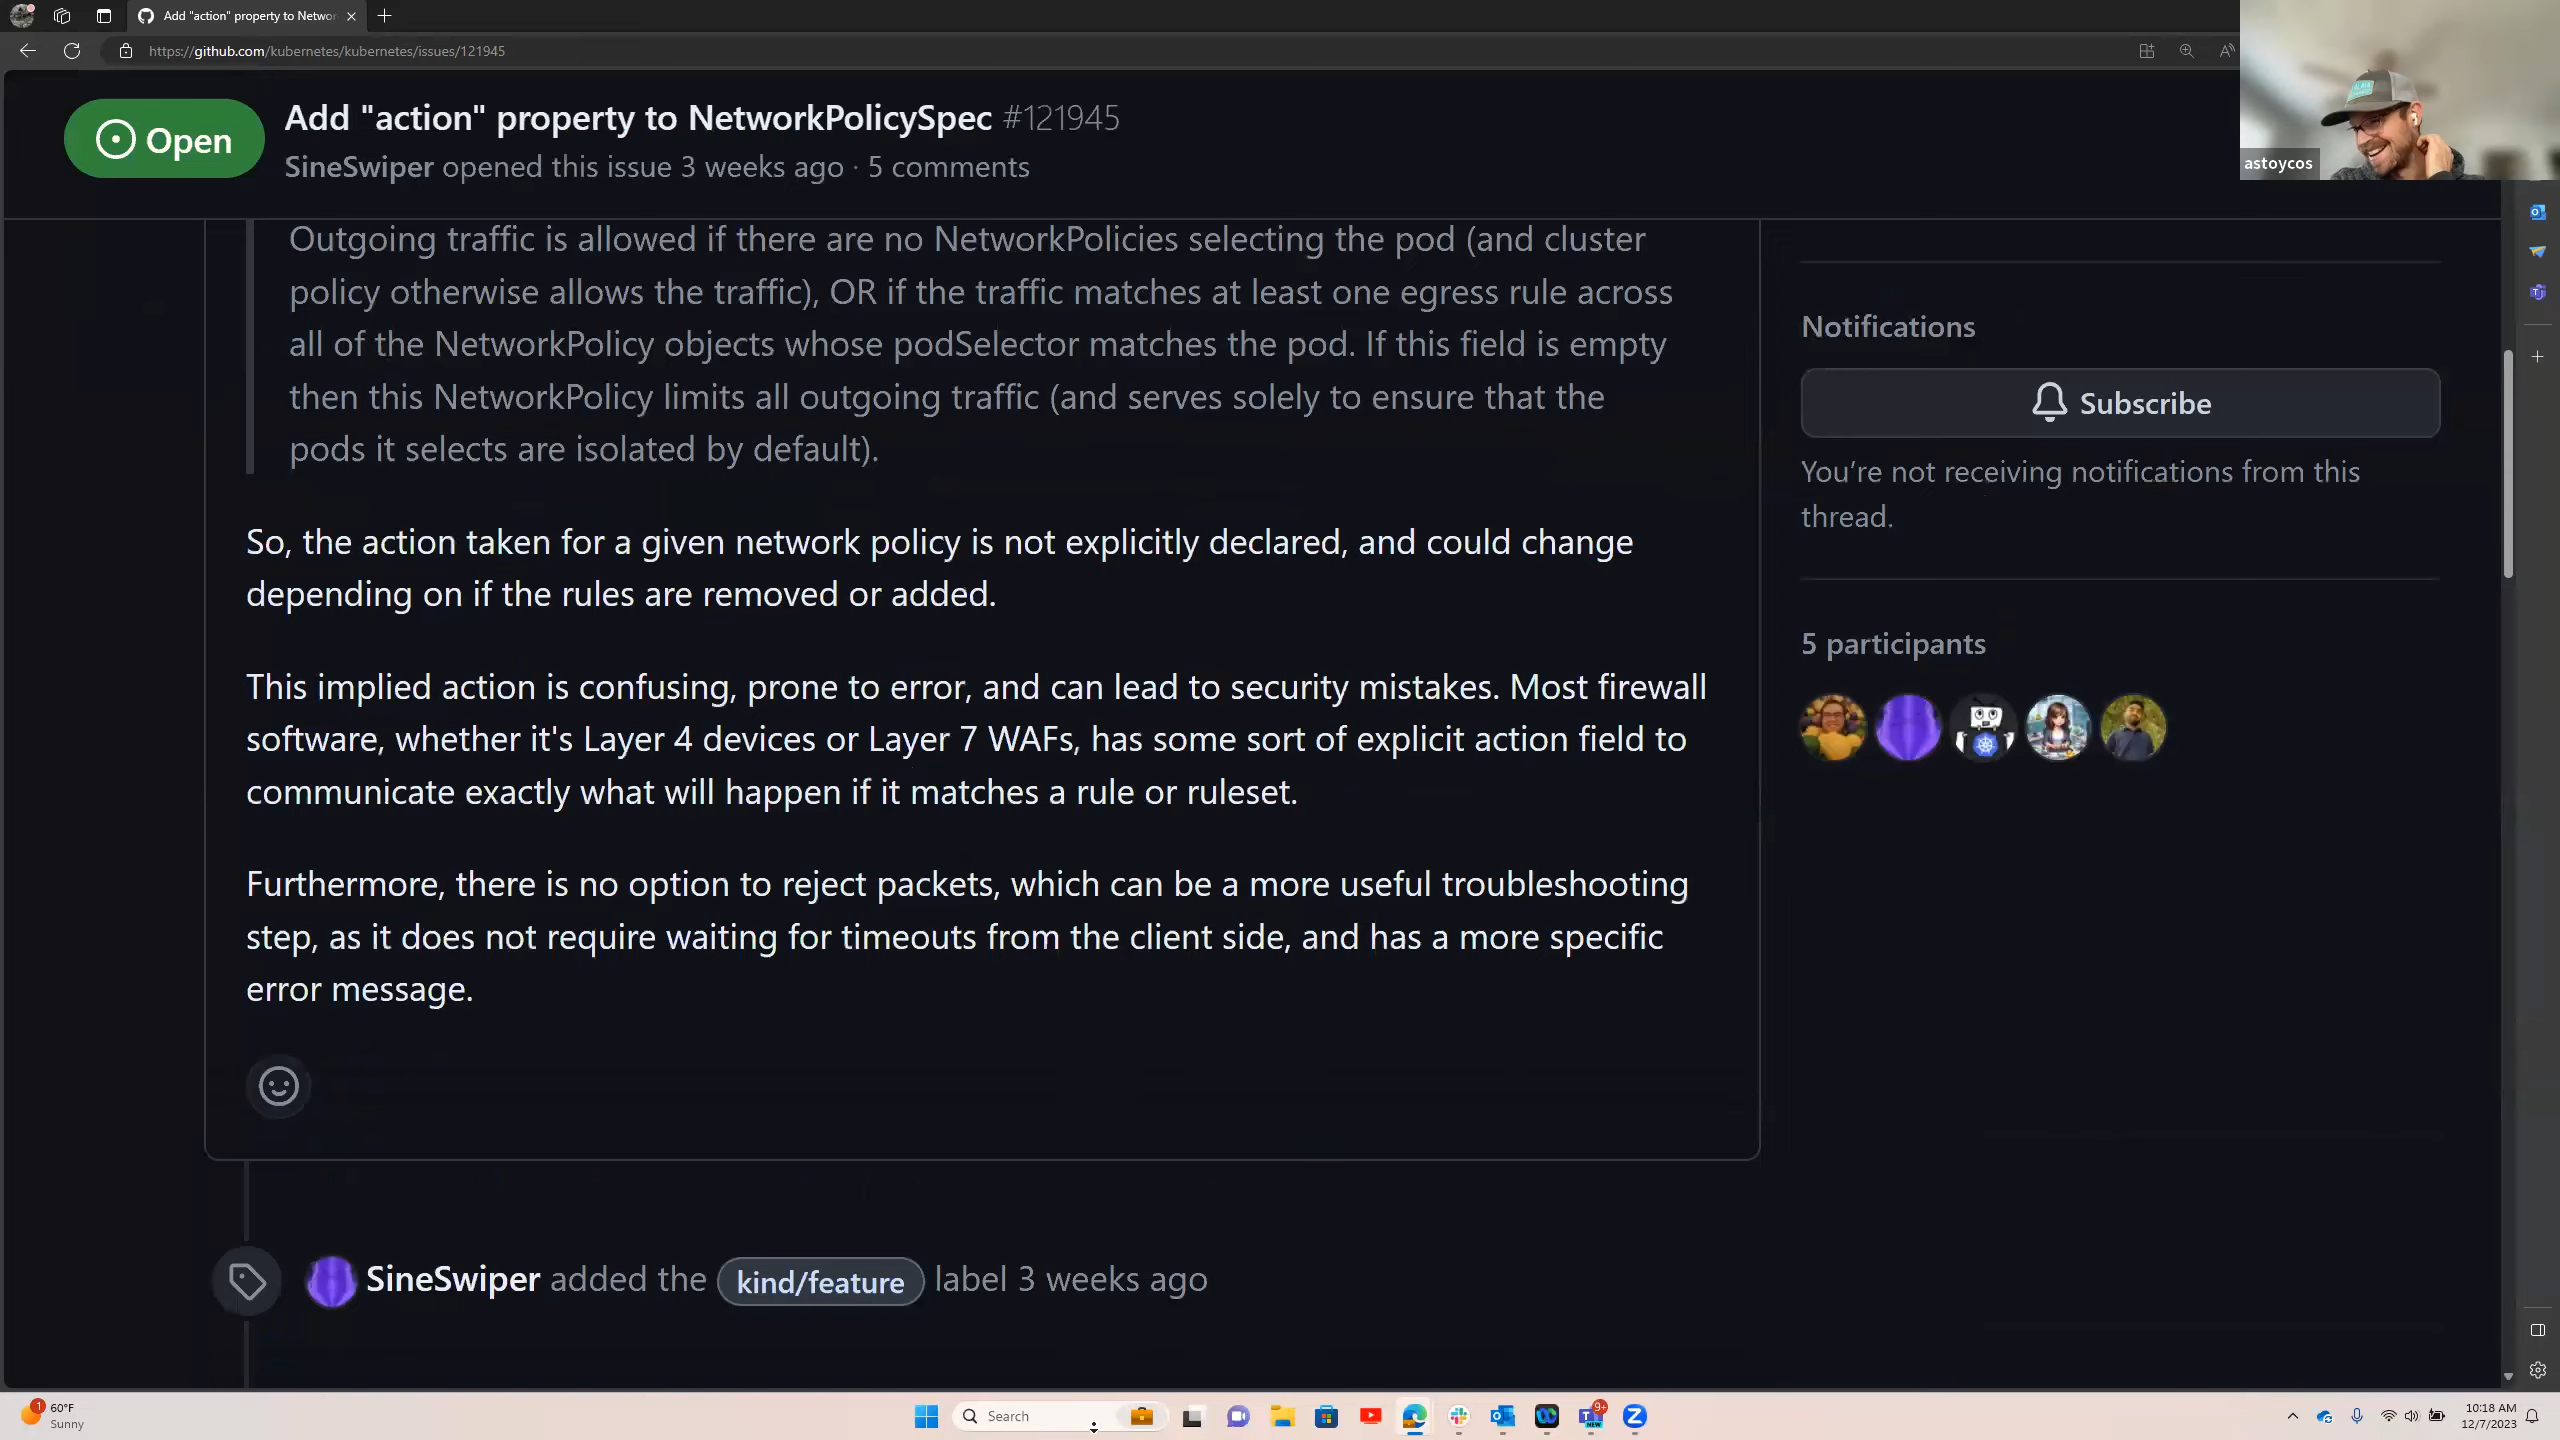 Add "action" property to Networ
https://github.com/kubernetes/kubernetes/issues/121945
Open
Add "action" property to NetworkPolicySpec #121945
SineSwiper opened this issue 3 weeks ago · 5 comments
astoycos
Outgoing traffic is allowed if there are no NetworkPolicies selecting the pod (and cluster
policy otherwise allows the traffic), OR if the traffic matches at least one egress rule across
all of the NetworkPolicy objects whose podSelector matches the pod. If this field is empty
then this NetworkPolicy limits all outgoing traffic (and serves solely to ensure that the
pods it selects are isolated by default).
So, the action taken for a given network policy is not explicitly declared, and could change
depending on if the rules are removed or added.
This implied action is confusing, prone to error, and can lead to security mistakes. Most firewall
software, whether it's Layer 4 devices or Layer 7 WAFs, has some sort of explicit action field to
communicate exactly what will happen if it matches a rule or ruleset.
Furthermore, there is no option to reject packets, which can be a more useful troubleshooting
step, as it does not require waiting for timeouts from the client side, and has a more specific
error message.
SineSwiper added the kind/feature label 3 weeks ago
Notifications
Subscribe
You're not receiving notifications from this
thread.
5 participants
1
60°F
Sunny
Search
9+
NEW
10:18 AM
12/7/2023